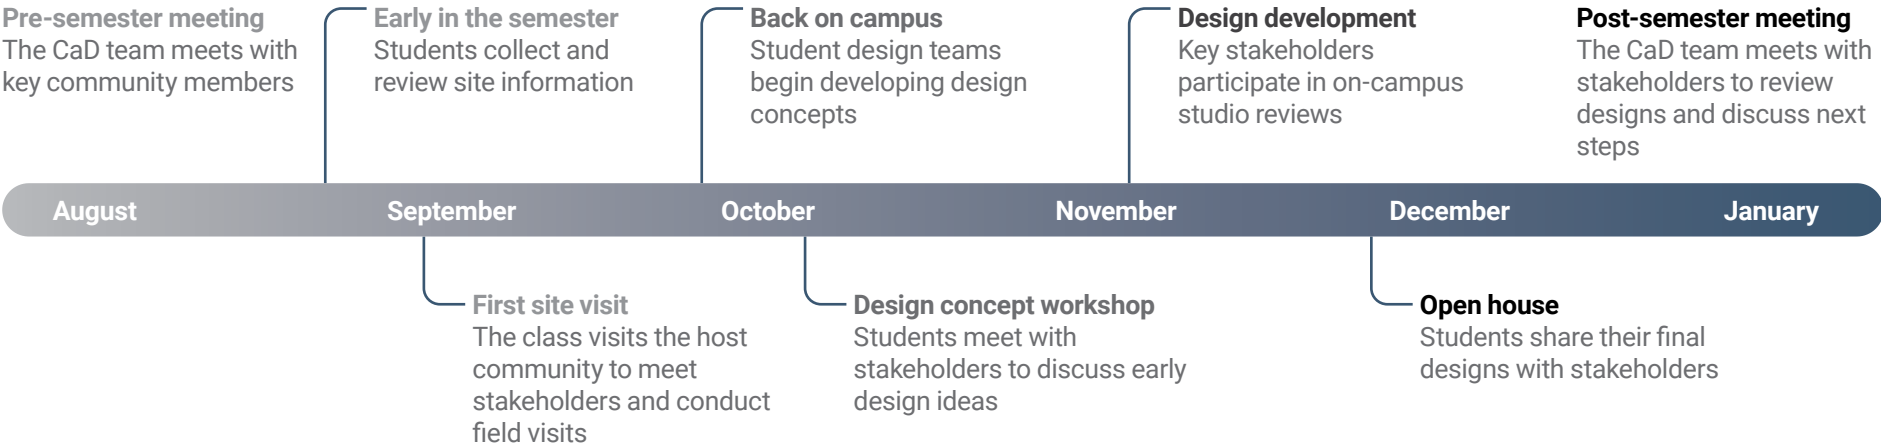 Pre-semester meeting
The CaD team meets with
key community members
Early in the semester
Students collect and
review site information
Back on campus
Student design teams
begin developing design
concepts
Design development
Key stakeholders
participate in on-campus
studio reviews
Post-semester meeting
The CaD team meets with
stakeholders to review
designs and discuss next
steps
August
September
October
November
December
January
First site visit
The class visits the host
community to meet
stakeholders and conduct
field visits
Design concept workshop
Students meet with
stakeholders to discuss early
design ideas
Open house
Students share their final
designs with stakeholders